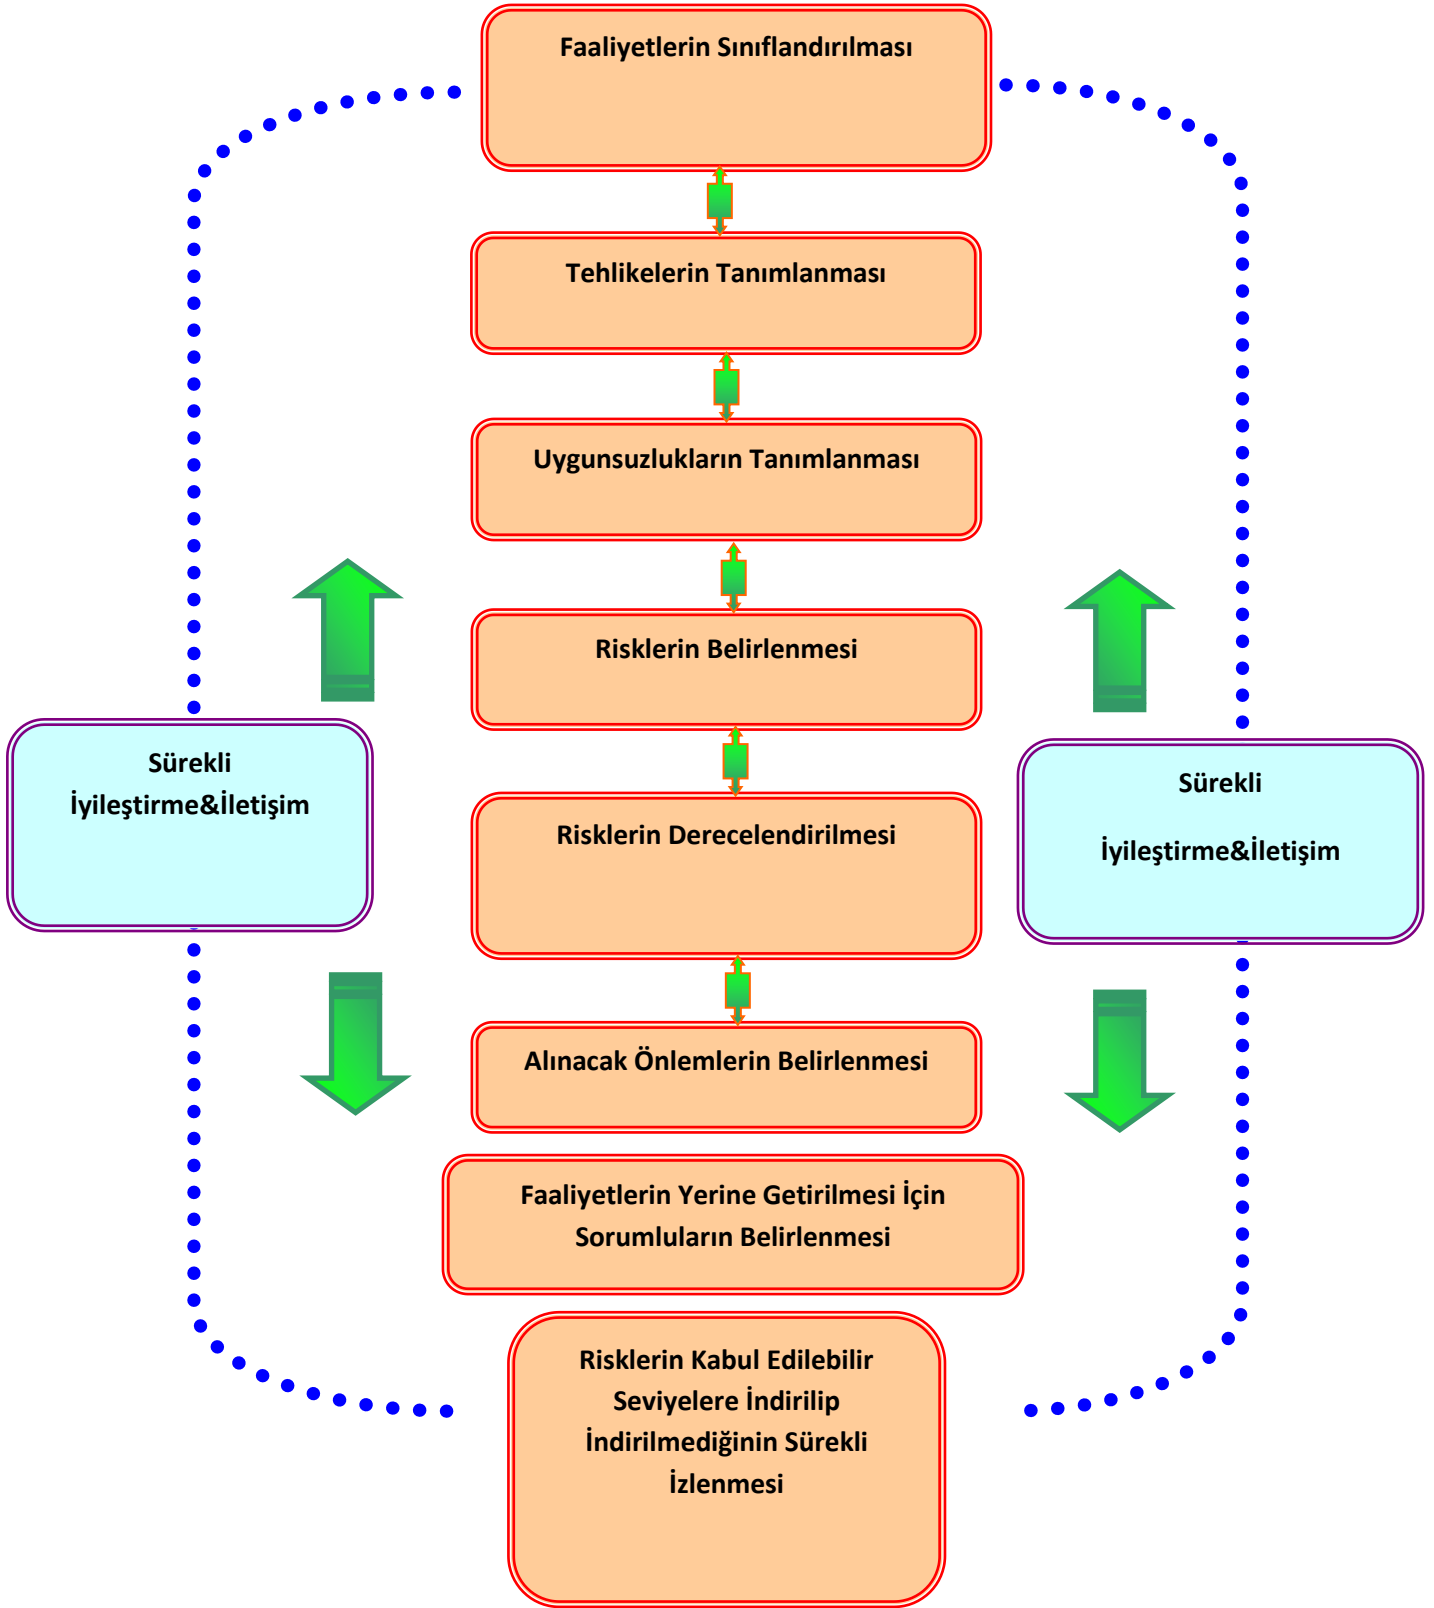 Faaliyetlerin Sınıflandırılması
Tehlikelerin Tanımlanması
Uygunsuzlukların Tanımlanması
Risklerin Belirlenmesi
Sürekli
İyileştirme&İletişim
Sürekli
İyileştirme&İletişim
Risklerin Derecelendirilmesi
Alınacak Önlemlerin Belirlenmesi
Faaliyetlerin Yerine Getirilmesi İçin
Sorumluların Belirlenmesi
Risklerin Kabul Edilebilir
Seviyelere İndirilip
İndirilmediğinin Sürekli
İzlenmesi